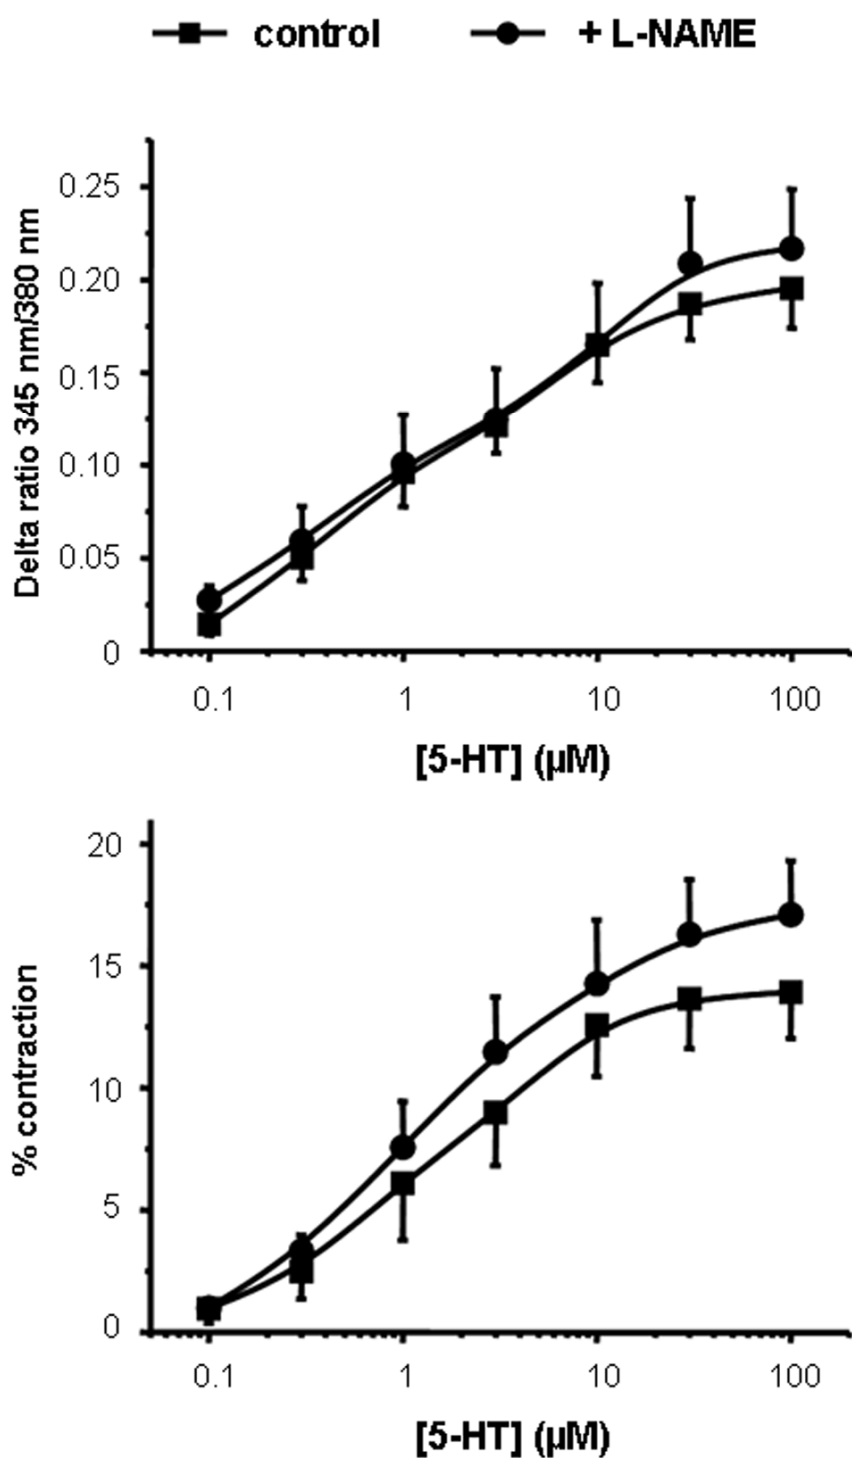 control + L-NAME
Delta ratio 345 nm/380 nm
0.25
0.20
0.15
0.10
0.05
0
0.1 1 10 100
[5-HT] (µM)
% contraction
20
15
10
5
0
0.1 1 10 100
[5-HT] (µM)